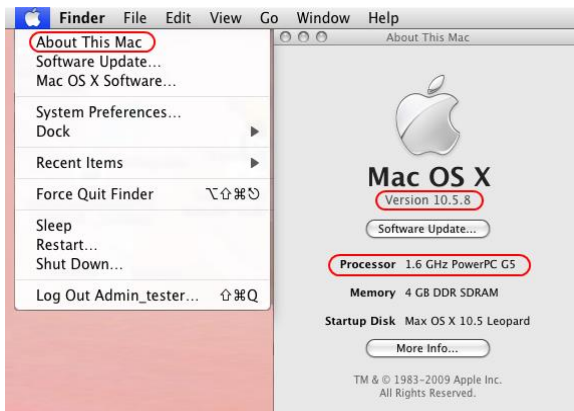 Finder File Edit View Go Window Help
About This Mac
Software Update...
Mac OS X Software...
System Preferences...
Dock
Recent Items
Force Quit Finder ⌥⇧⌘⎋
Sleep
Restart...
Shut Down...
Log Out Admin_tester... ⇧⌘Q
About This Mac
Mac OS X
Version 10.5.8
Software Update...
Processor 1.6 GHz PowerPC G5
Memory 4 GB DDR SDRAM
Startup Disk Max OS X 10.5 Leopard
More Info...
TM & © 1983-2009 Apple Inc.
All Rights Reserved.